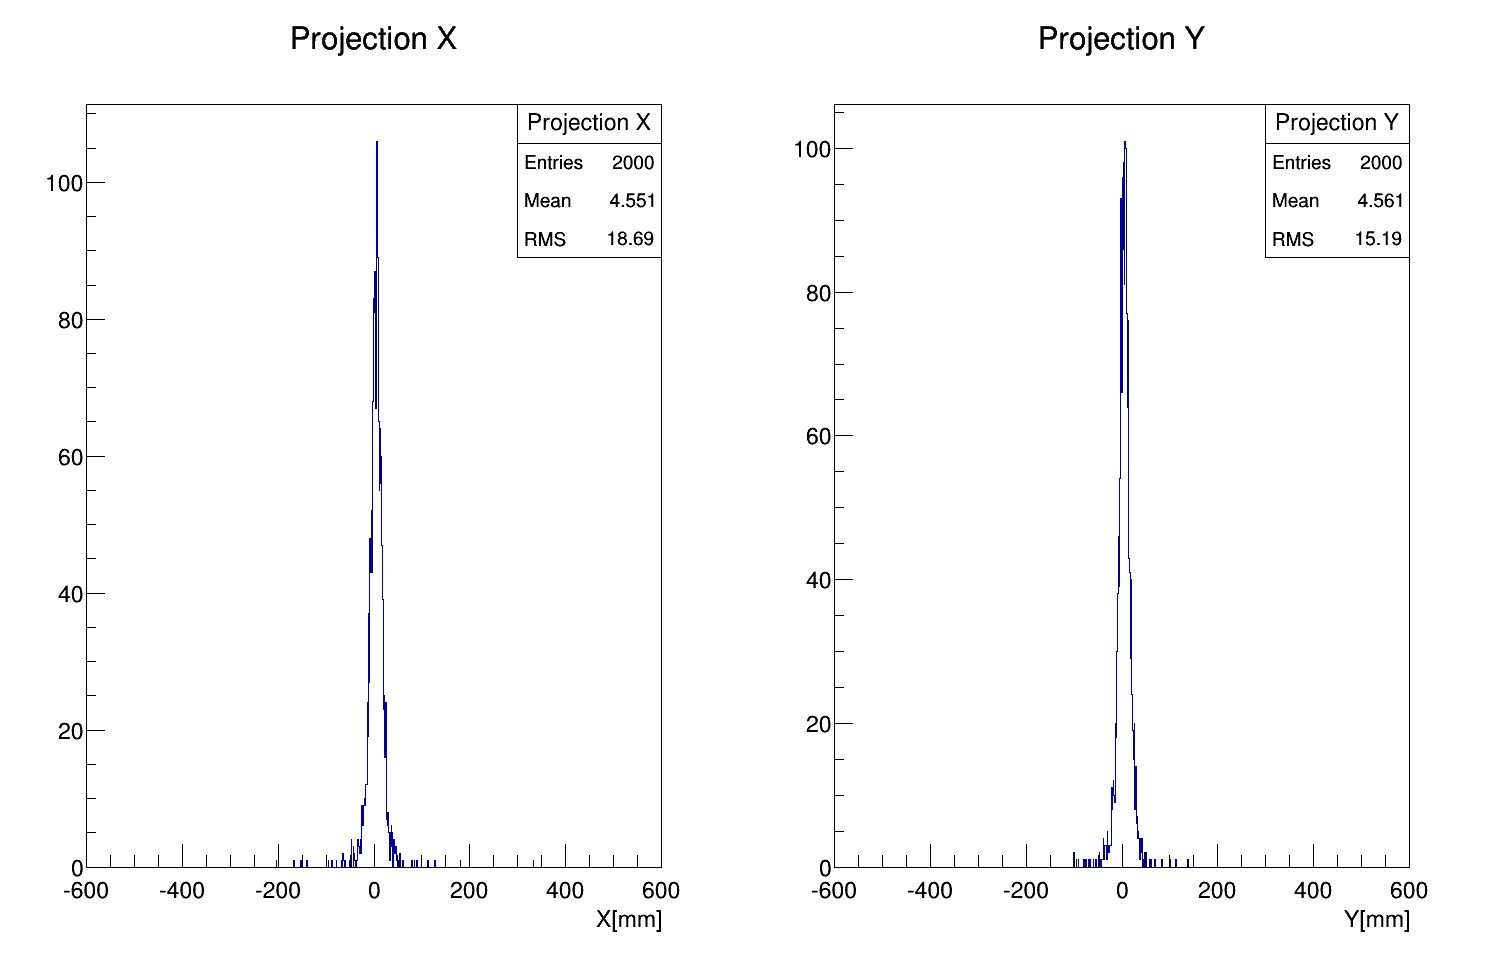 Projection X
Projection X
Entries 2000
Mean 4.551
RMS 18.69
100
80
60
40
20
0
-600 -400 -200 0 200 400 600
X[mm]
Projection Y
Projection Y
Entries 2000
Mean 4.561
RMS 15.19
100
80
60
40
20
0
-600 -400 -200 0 200 400 600
Y[mm]